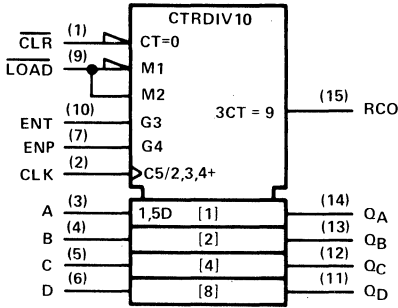 CTRDIV10
CLR (1) CT=0
LOAD (9) M1
M2
ENT (10) G3 3CT = 9 (15) RCO
ENP (7) G4
CLK (2) C5/2,3,4+
A (3) 1,5D [1] (14) QA
B (4) [2] (13) QB
C (5) [4] (12) QC
D (6) [8] (11) QD